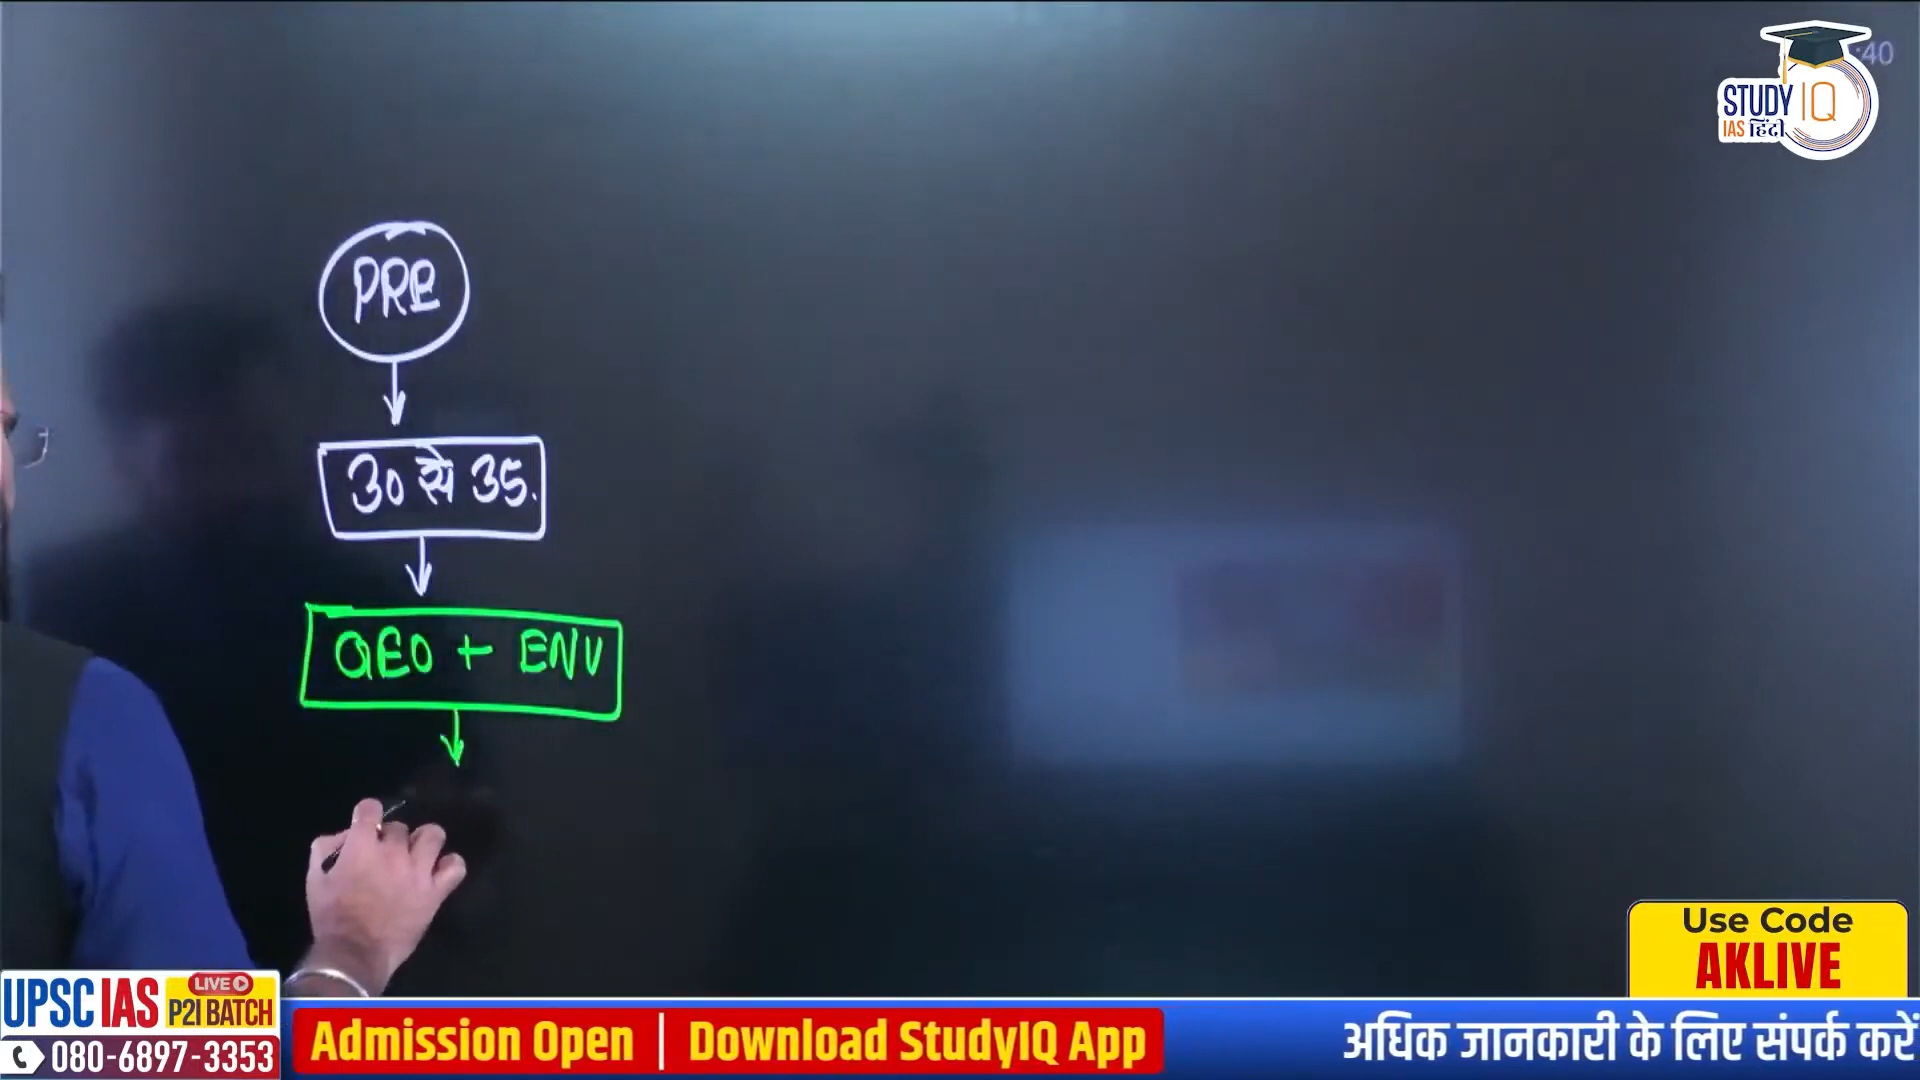 :40
STUDY IQ
IAS हिंदी
PRE
30 से 35.
GEO + ENV
Use Code
AKLIVE
UPSC IAS LIVE P2I BATCH
080-6897-3353
Admission Open | Download StudyIQ App
अधिक जानकारी के लिए संपर्क करें